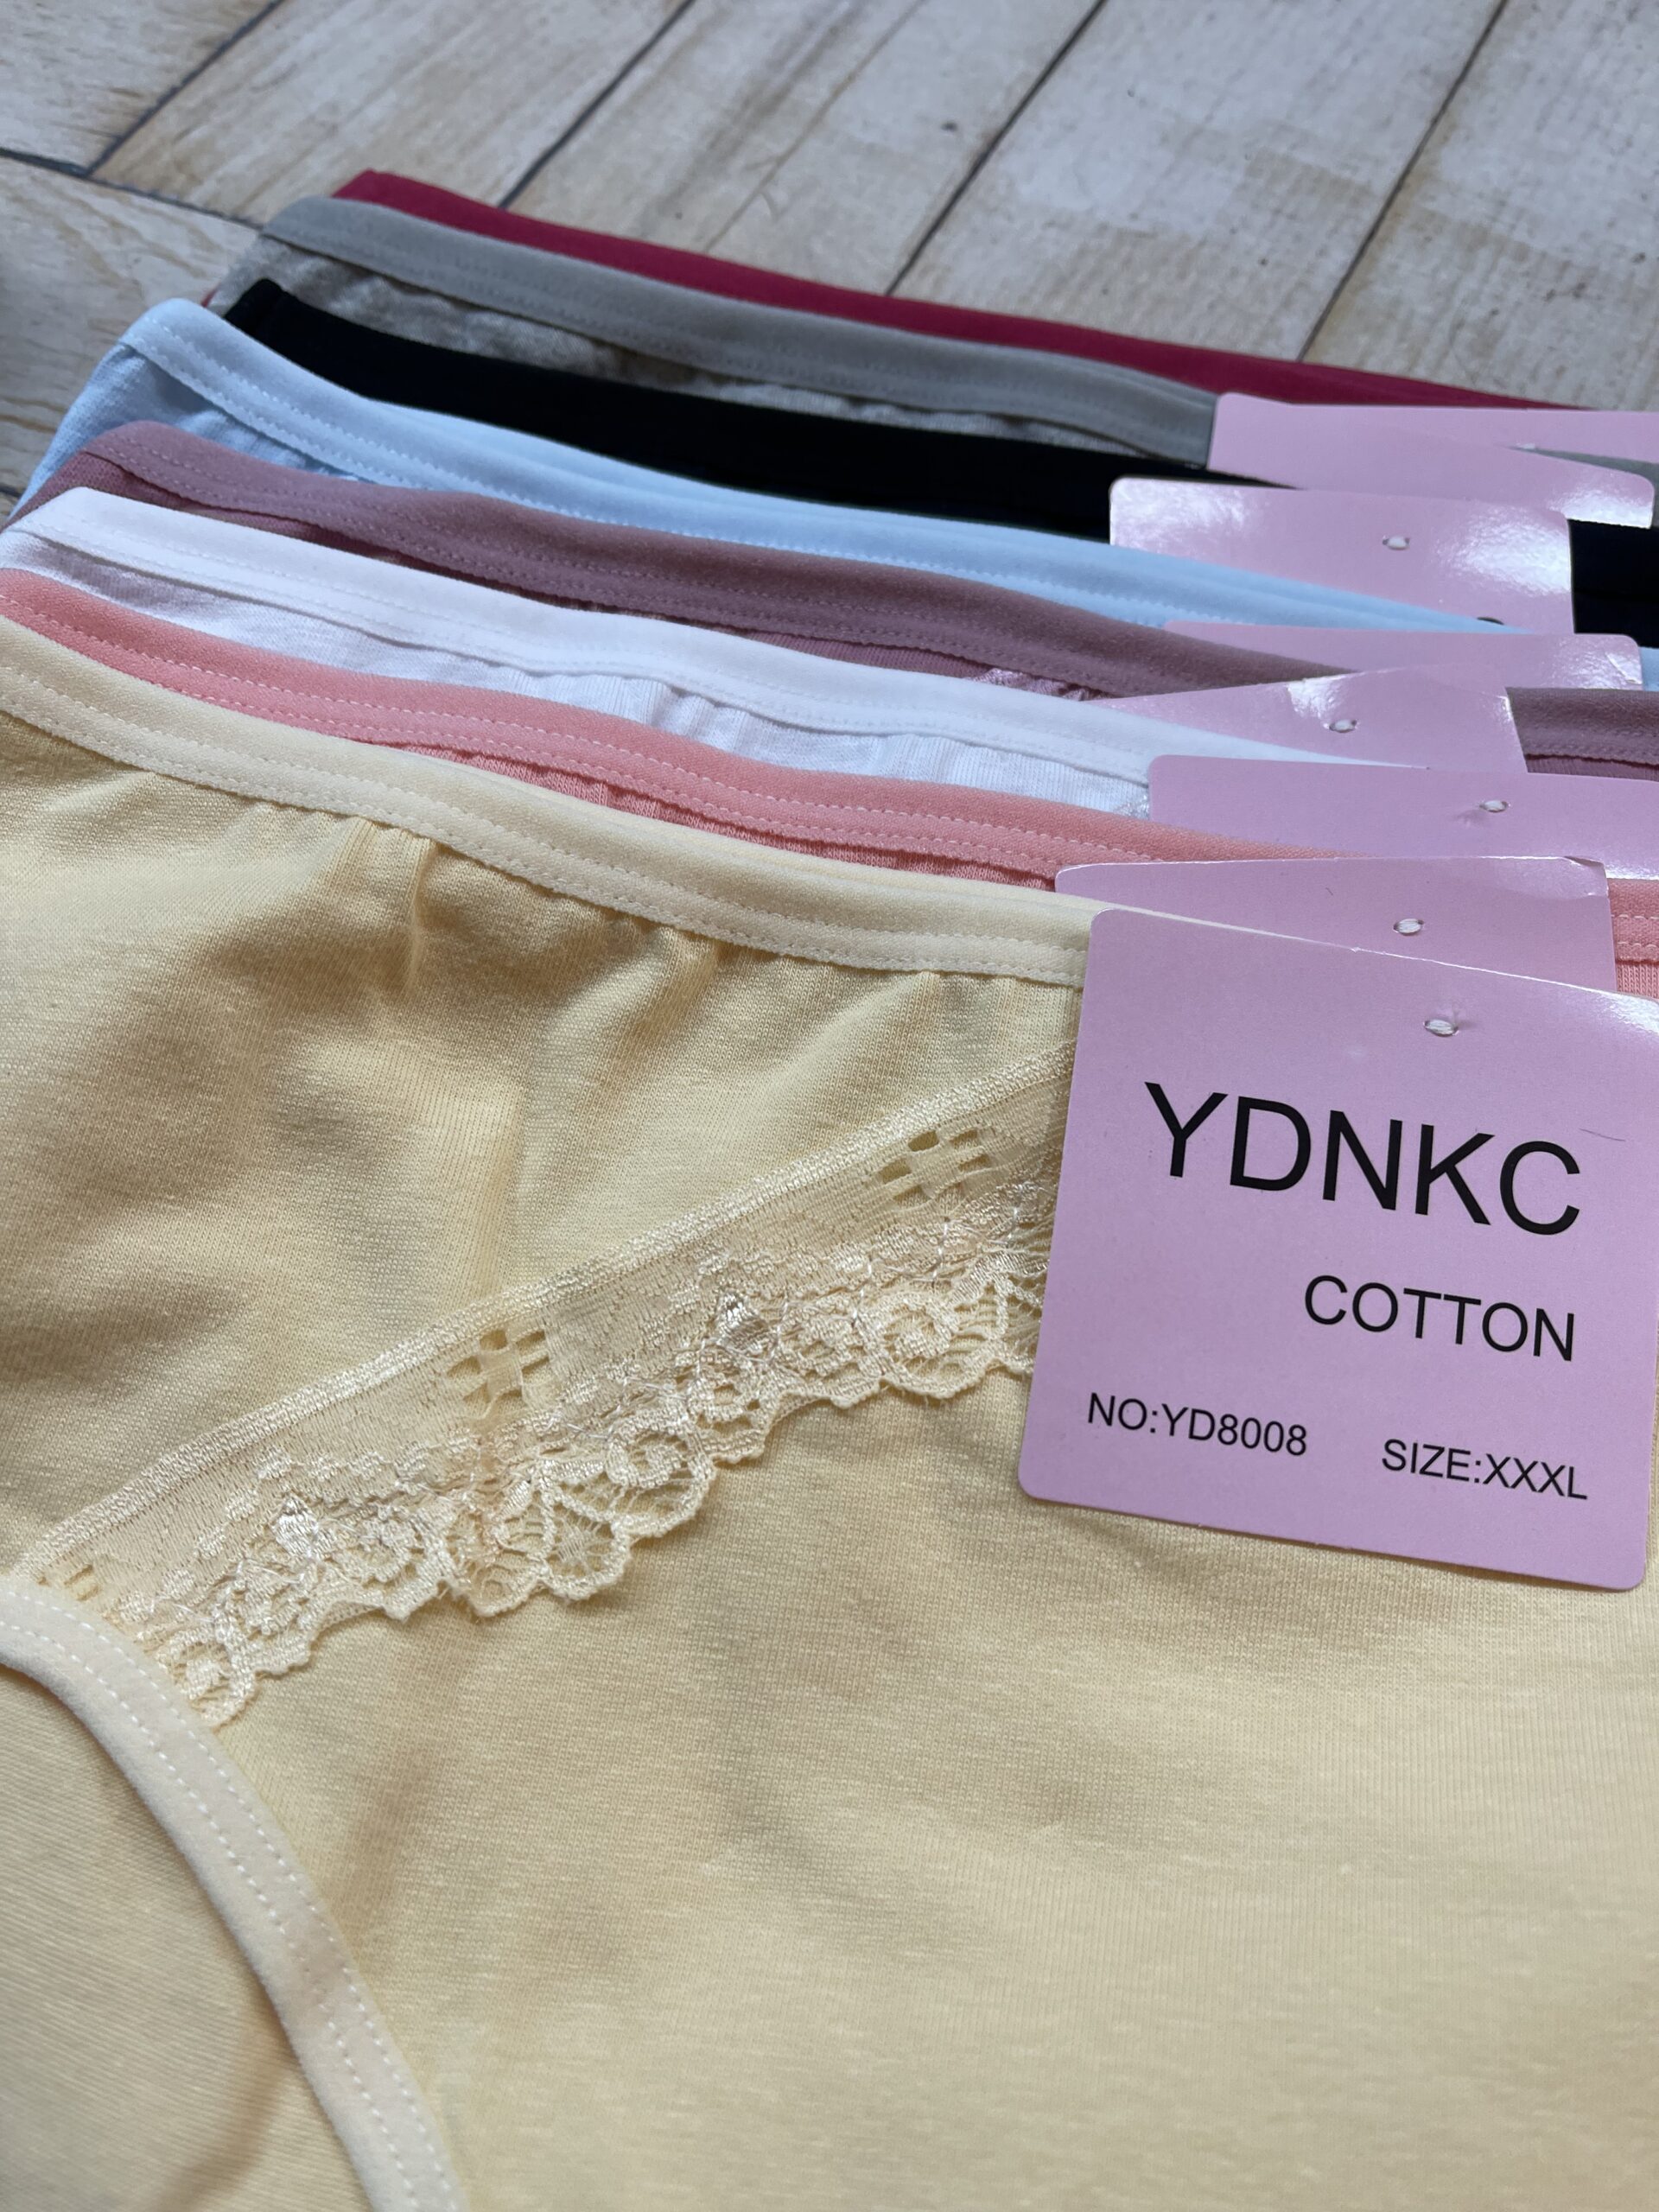 YDNKC
COTTON
NO:YD8008 SIZE:XXXL